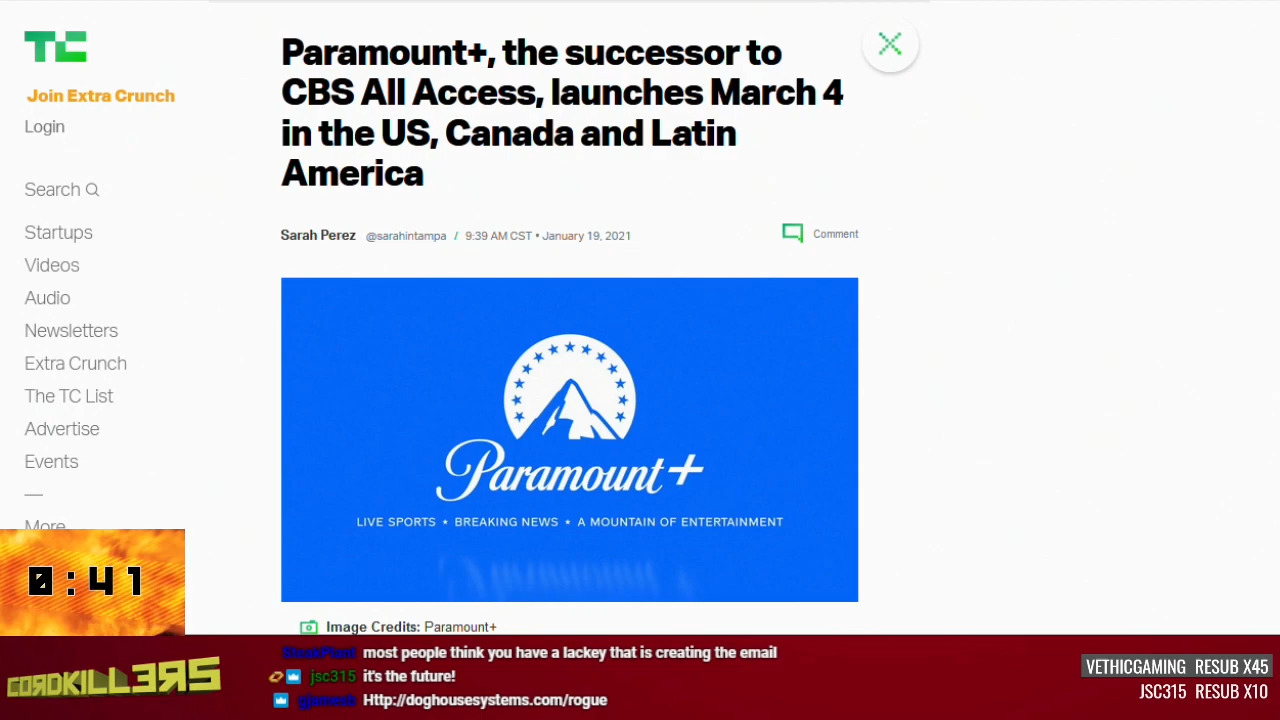 TC
Join Extra Crunch
Login
Search
Startups
Videos
Audio
Newsletters
Extra Crunch
The TC List
Advertise
Events
—
More
Paramount+, the successor to
CBS All Access, launches March 4
in the US, Canada and Latin
America
Sarah Perez @sarahintampa / 9:39 AM CST • January 19, 2021
Comment
Paramount+
LIVE SPORTS ★ BREAKING NEWS ★ A MOUNTAIN OF ENTERTAINMENT
Image Credits: Paramount+
0:41
CORDKILLERS
most people think you have a lackey that is creating the email
jsc315 it's the future!
Http://doghousesystems.com/rogue
VETHICGAMING RESUB X45
JSC315 RESUB X10